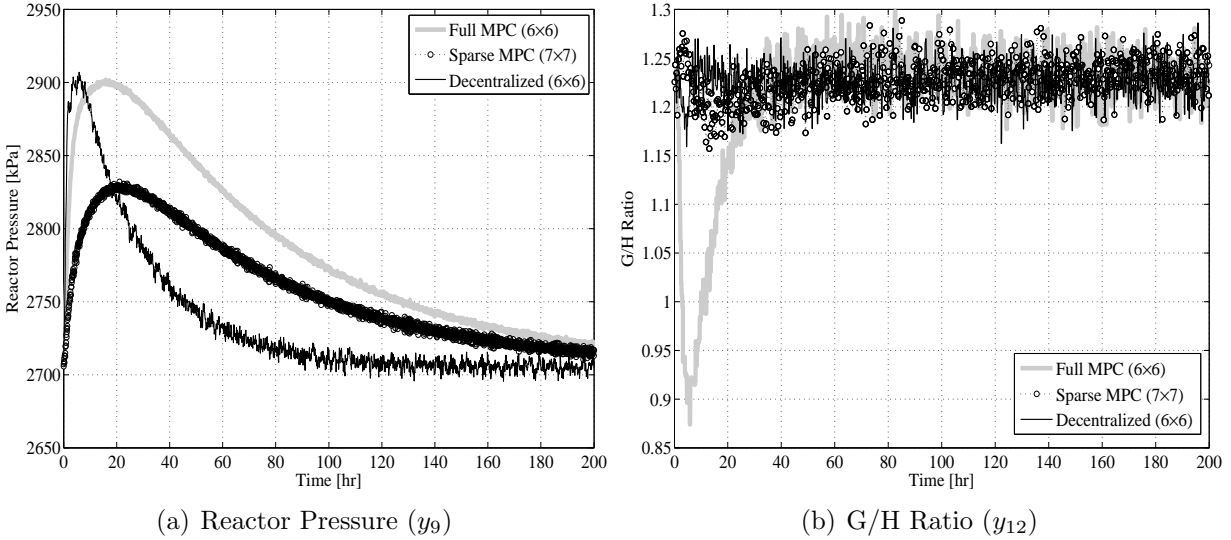 2950
2900
2850
2800
2750
2700
2650
Reactor Pressure [kPa]
Full MPC (6×6)
Sparse MPC (7×7)
Decentralized (6×6)
0 20 40 60 80 100 120 140 160 180 200
Time [hr]
(a) Reactor Pressure (y9)
1.3
1.25
1.2
1.15
1.1
1.05
1
0.95
0.9
0.85
G/H Ratio
Full MPC (6×6)
Sparse MPC (7×7)
Decentralized (6×6)
0 20 40 60 80 100 120 140 160 180 200
Time [hr]
(b) G/H Ratio (y12)